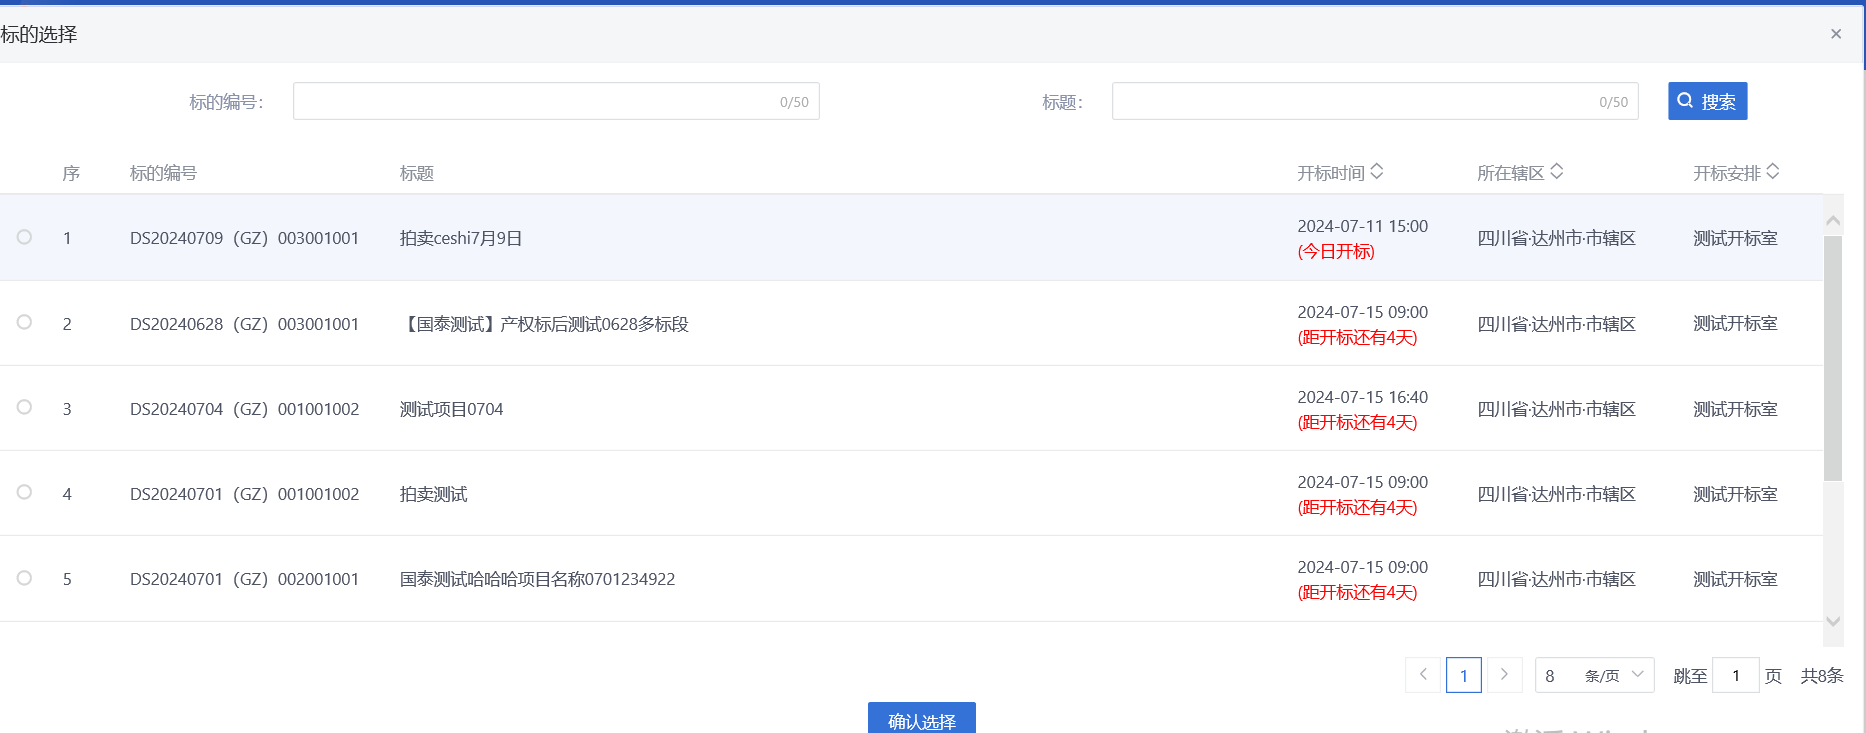 标的选择 ×
标的编号: 0/50 标题: 0/50 搜索
序 标的编号 标题 开标时间 所在辖区 开标安排
1 DS20240709（GZ）003001001 拍卖ceshi7月9日 2024-07-11 15:00 四川省·达州市·市辖区 测试开标室
(今日开标)
2 DS20240628（GZ）003001001 【国泰测试】产权标后测试0628多标段 2024-07-15 09:00 四川省·达州市·市辖区 测试开标室
(距开标还有4天)
3 DS20240704（GZ）001001002 测试项目0704 2024-07-15 16:40 四川省·达州市·市辖区 测试开标室
(距开标还有4天)
4 DS20240701（GZ）001001002 拍卖测试 2024-07-15 09:00 四川省·达州市·市辖区 测试开标室
(距开标还有4天)
5 DS20240701（GZ）002001001 国泰测试哈哈哈项目名称0701234922 2024-07-15 09:00 四川省·达州市·市辖区 测试开标室
(距开标还有4天)
1 8 条/页 跳至 1 页 共8条
确认选择